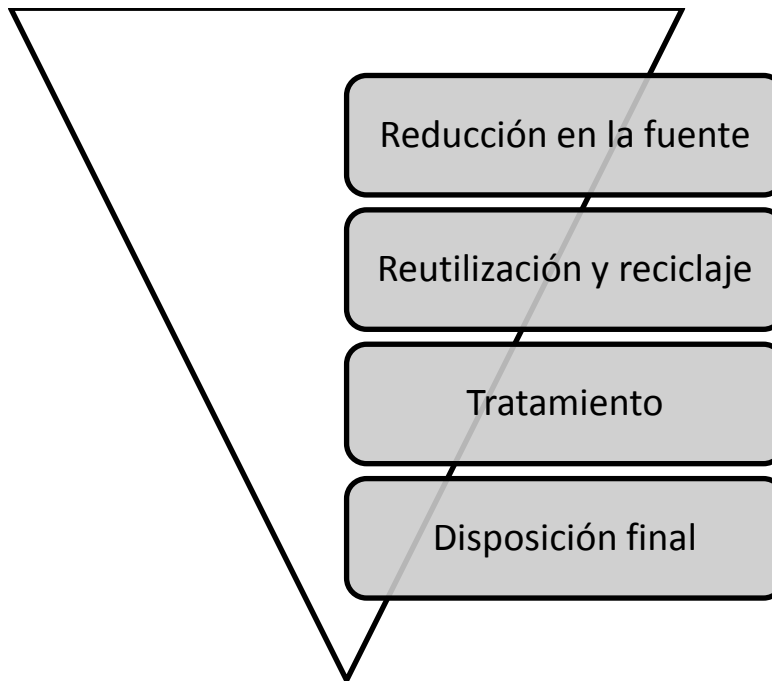 Reducción en la fuente
Reutilización y reciclaje
Tratamiento
Disposición final